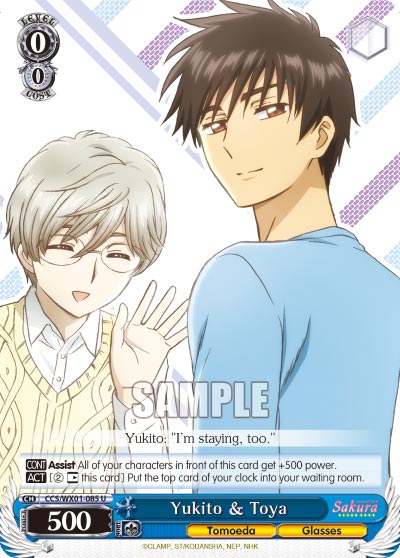 LEVEL
0
0
COST
SAMPLE
Yukito: "I'm staying, too."
CONT Assist All of your characters in front of this card get +500 power.
ACT [② this card] Put the top card of your clock into your waiting room.
CH CCS/WX01-085 U
POWER 500
Yukito & Toya
Sakura
Tomoeda Glasses
©CLAMP, ST/KODANSHA, NEP, NHK